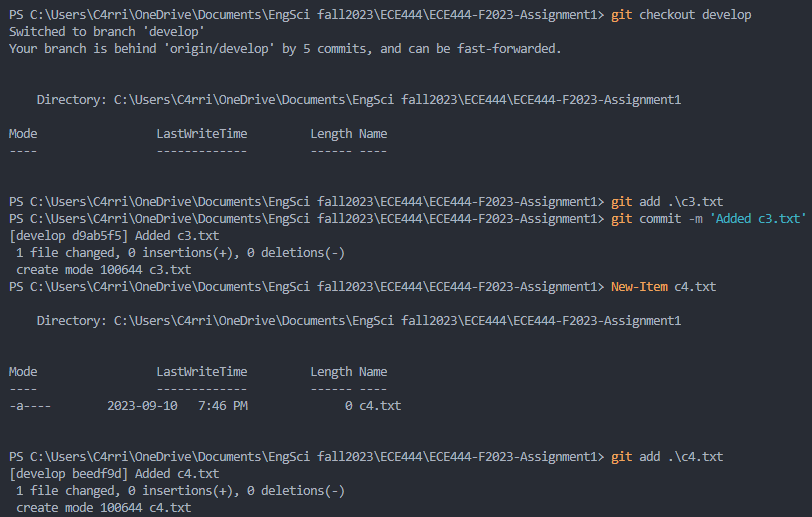 PS C:\Users\C4rri\OneDrive\Documents\EngSci fall2023\ECE444\ECE444-F2023-Assignment1> git checkout develop
Switched to branch 'develop'
Your branch is behind 'origin/develop' by 5 commits, and can be fast-forwarded.
Directory: C:\Users\C4rri\OneDrive\Documents\EngSci fall2023\ECE444\ECE444-F2023-Assignment1
Mode                 LastWriteTime         Length Name
----                 -------------         ------ ----
PS C:\Users\C4rri\OneDrive\Documents\EngSci fall2023\ECE444\ECE444-F2023-Assignment1> git add .\c3.txt
PS C:\Users\C4rri\OneDrive\Documents\EngSci fall2023\ECE444\ECE444-F2023-Assignment1> git commit -m 'Added c3.txt'
[develop d9ab5f5] Added c3.txt
 1 file changed, 0 insertions(+), 0 deletions(-)
 create mode 100644 c3.txt
PS C:\Users\C4rri\OneDrive\Documents\EngSci fall2023\ECE444\ECE444-F2023-Assignment1> New-Item c4.txt
    Directory: C:\Users\C4rri\OneDrive\Documents\EngSci fall2023\ECE444\ECE444-F2023-Assignment1
Mode                 LastWriteTime         Length Name
----                 -------------         ------ ----
-a----        2023-09-10   7:46 PM              0 c4.txt
PS C:\Users\C4rri\OneDrive\Documents\EngSci fall2023\ECE444\ECE444-F2023-Assignment1> git add .\c4.txt
[develop beedf9d] Added c4.txt
 1 file changed, 0 insertions(+), 0 deletions(-)
 create mode 100644 c4.txt